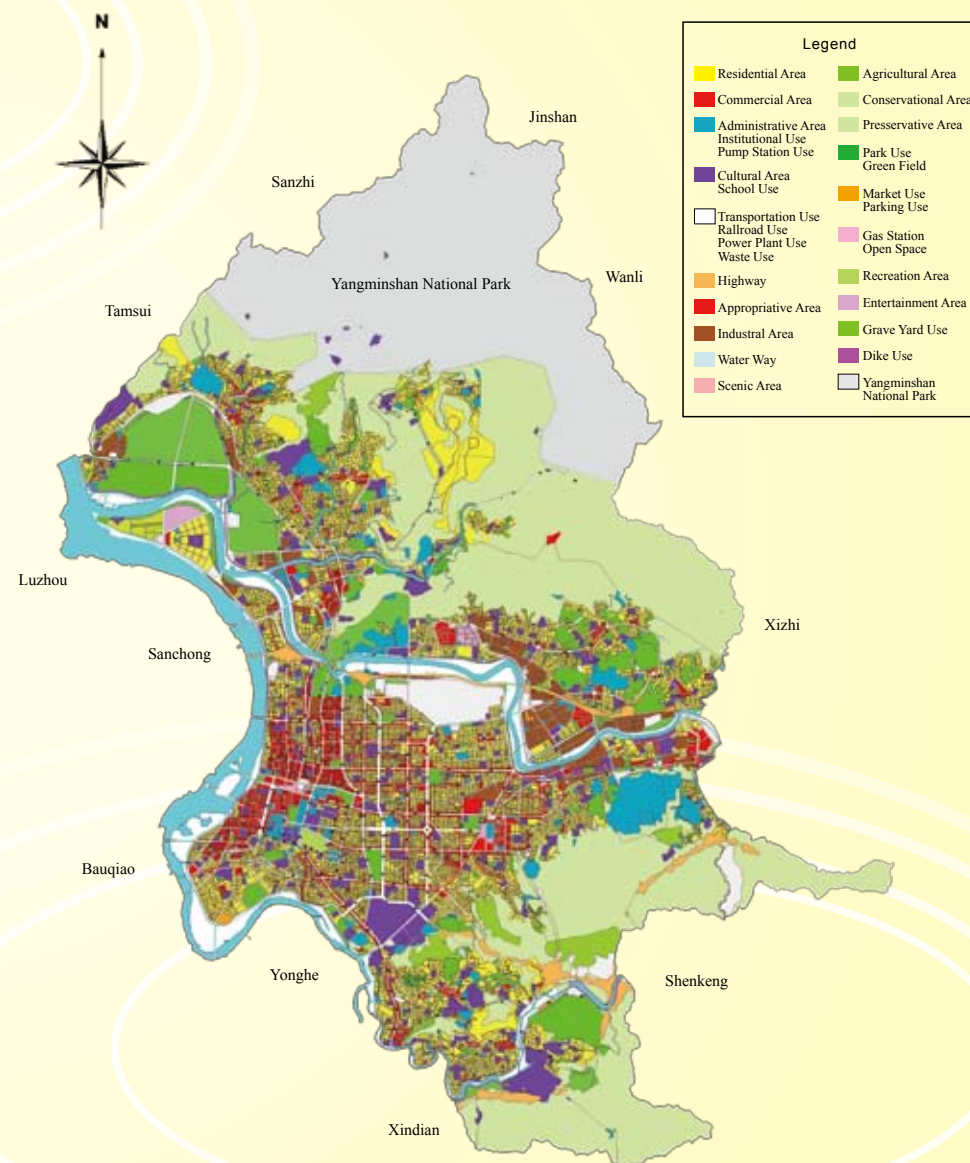 N
Legend
Residential Area
Commercial Area
Administrative Area
Institutional Use
Pump Station Use
Cultural Area
School Use
Transportation Use
Rallroad Use
Power Plant Use
Waste Use
Highway
Appropriative Area
Industral Area
Water Way
Scenic Area
Agricultural Area
Conservational Area
Presservative Area
Park Use
Green Field
Market Use
Parking Use
Gas Station
Open Space
Recreation Area
Entertainment Area
Grave Yard Use
Dike Use
Yangminshan
National Park
Jinshan
Sanzhi
Wanli
Yangminshan National Park
Tamsui
Luzhou
Sanchong
Xizhi
Bauqiao
Yonghe
Shenkeng
Xindian